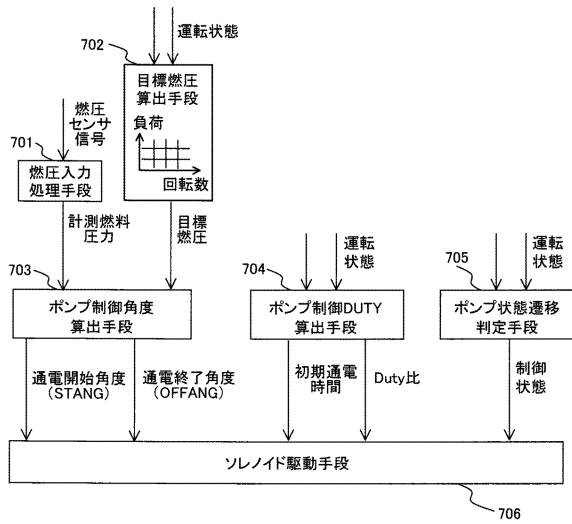 702
運転状態
目標燃圧
算出手段
負荷
回転数
燃圧
センサ
信号
701
燃圧入力
処理手段
計測燃料
圧力
目標
燃圧
703
ポンプ制御角度
算出手段
704
運転
状態
ポンプ制御DUTY
算出手段
705
運転
状態
ポンプ状態遷移
判定手段
通電開始角度
(STANG)
通電終了角度
(OFFANG)
初期通電
時間
Duty比
制御
状態
ソレノイド駆動手段
706